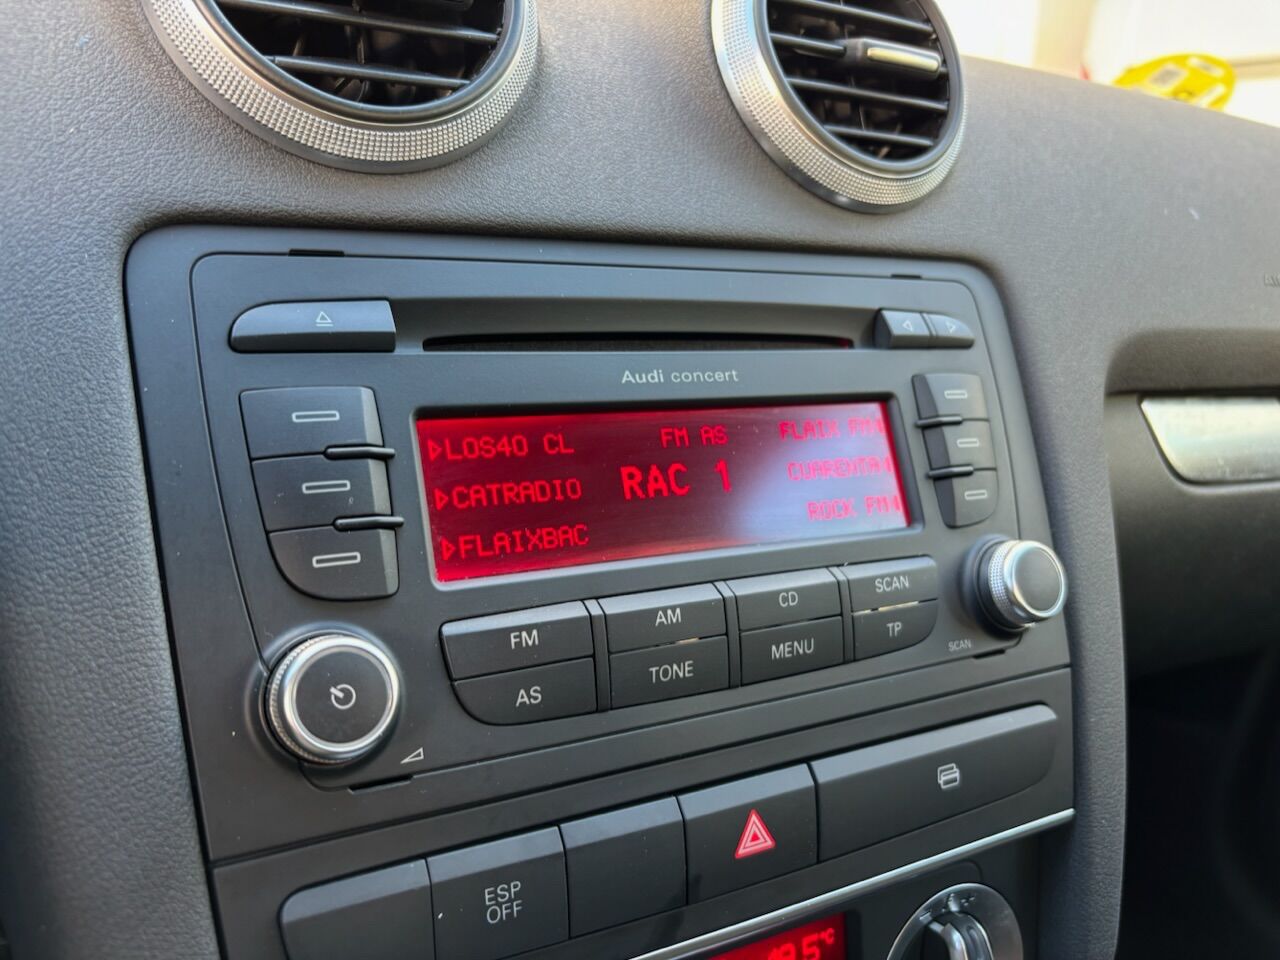 Audi concert
LOS40 CL
FM AS
FLAIX FM
CATRADIO
RAC 1
CUARENTA
FLAIXBAC
ROCK FM
FM
AM
CD
SCAN
AS
TONE
MENU
TP
SCAN
ESP
OFF